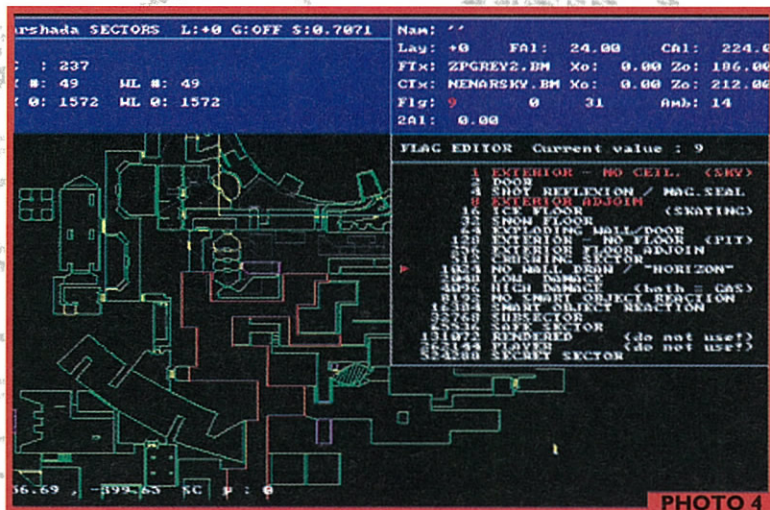 arshada SECTORS L:+0 G:OFF S:0.7071
: 237
#: 49 WL #: 49
0: 1572 WL 0: 1572
Nam: ''
Lay: +0 FAl: 24.00 CAl: 224.0
FTx: ZPGREY2.BM Xo: 0.00 Zo: 186.00
CTx: NENARSKY.BM Xo: 0.00 Zo: 212.00
Flg: 9 0 31 Amb: 14
2Al: 0.00
FLAG EDITOR Current value : 9
1 EXTERIOR - NO CEIL. (SKY)
2 DOOR
4 SHOT REFLEXION / MAG.SEAL
8 EXTERIOR ADJOIN
16 ICE FLOOR (SKATING)
32 SNOW FLOOR
64 EXPLODING WALL/DOOR
128 EXTERIOR - NO FLOOR (PIT)
256 EXTERIOR FLOOR ADJOIN
512 CRUSHING SECTOR
1024 NO WALL DRAW / "HORIZON"
2048 LOW DAMAGE
4096 HIGH DAMAGE (both = GAS)
8192 NO SMART OBJECT REACTION
16384 SMART OBJECT REACTION
32768 SUBSECTOR
65536 SAFE SECTOR
131072 RENDERED (do not use!)
262144 PLAYER (do not use!)
524288 SECRET SECTOR
56.69 , -399.63 SC p : 0
PHOTO 4